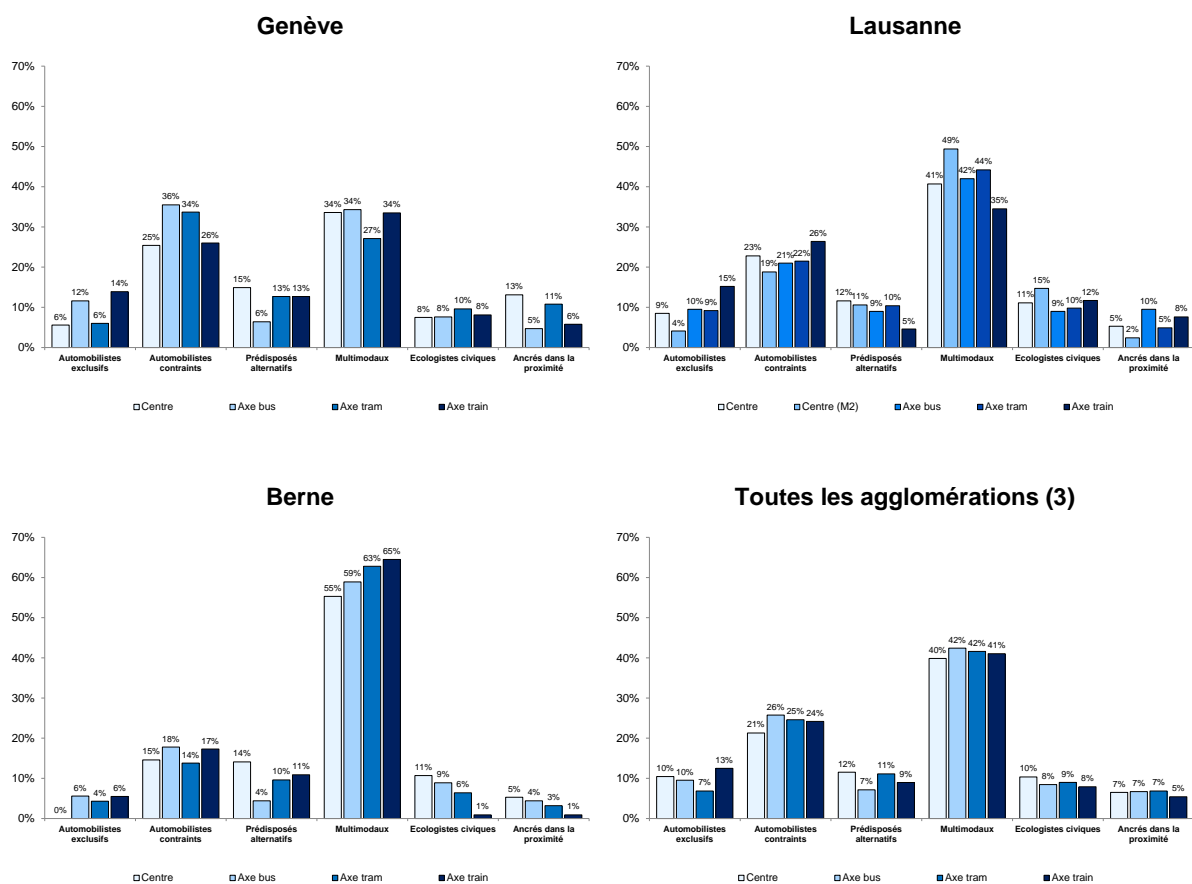 Genève
70%
60%
50%
40%
30%
20%
10%
0%
6%
12%
6%
14%
25%
36%
34%
26%
15%
6%
13%
13%
34%
34%
27%
34%
8%
8%
10%
8%
13%
5%
11%
6%
Automobilistes exclusifs
Automobilistes contraints
Prédisposés alternatifs
Multimodaux
Ecologistes civiques
Ancrés dans la proximité
Centre
Axe bus
Axe tram
Axe train
Lausanne
70%
60%
50%
40%
30%
20%
10%
0%
9%
4%
10%
9%
15%
23%
19%
21%
22%
26%
12%
11%
9%
10%
5%
41%
49%
42%
44%
35%
11%
15%
9%
10%
12%
5%
2%
10%
5%
8%
Automobilistes exclusifs
Automobilistes contraints
Prédisposés alternatifs
Multimodaux
Ecologistes civiques
Ancrés dans la proximité
Centre
Centre (M2)
Axe bus
Axe tram
Axe train
Berne
70%
60%
50%
40%
30%
20%
10%
0%
0%
6%
4%
6%
15%
18%
14%
17%
14%
4%
10%
11%
55%
59%
63%
65%
11%
9%
6%
1%
5%
4%
3%
1%
Automobilistes exclusifs
Automobilistes contraints
Prédisposés alternatifs
Multimodaux
Ecologistes civiques
Ancrés dans la proximité
Centre
Axe bus
Axe tram
Axe train
Toutes les agglomérations (3)
70%
60%
50%
40%
30%
20%
10%
0%
10%
10%
7%
13%
21%
26%
25%
24%
12%
7%
11%
9%
40%
42%
42%
41%
10%
8%
9%
8%
7%
7%
7%
5%
Automobilistes exclusifs
Automobilistes contraints
Prédisposés alternatifs
Multimodaux
Ecologistes civiques
Ancrés dans la proximité
Centre
Axe bus
Axe tram
Axe train